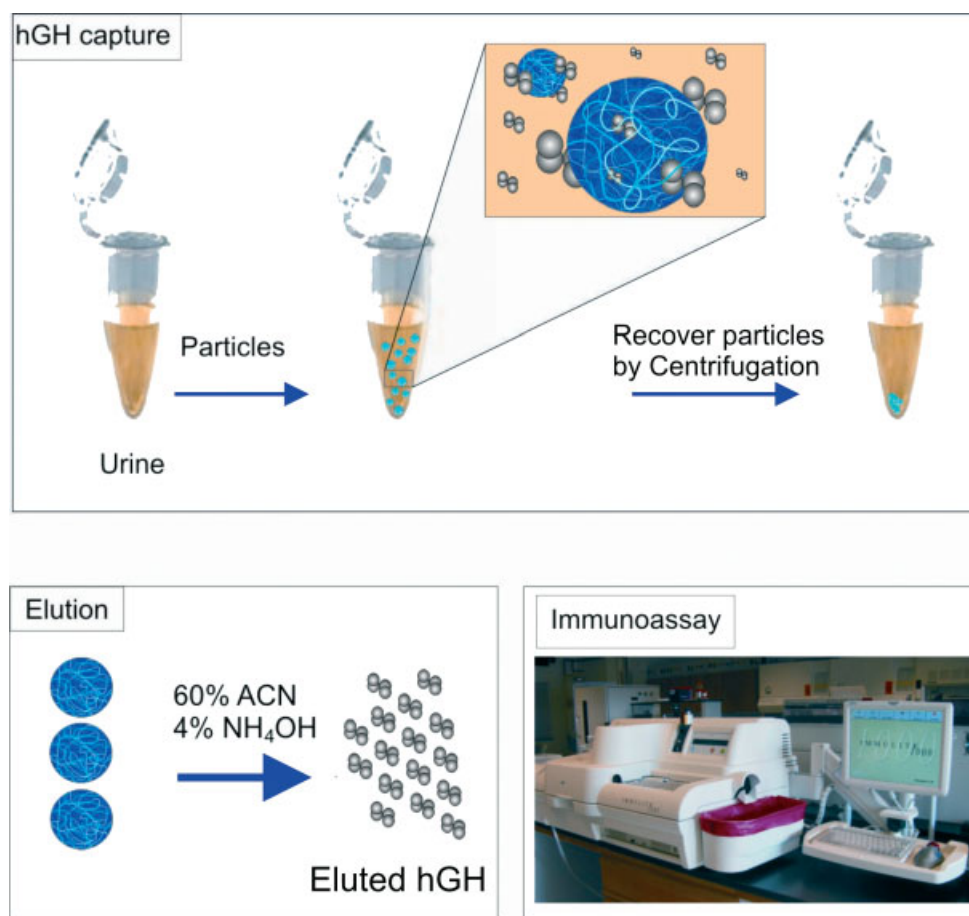 hGH capture
Particles
Urine
Recover particles
by Centrifugation
Elution
60% ACN
4% NH₄OH
Eluted hGH
Immunoassay